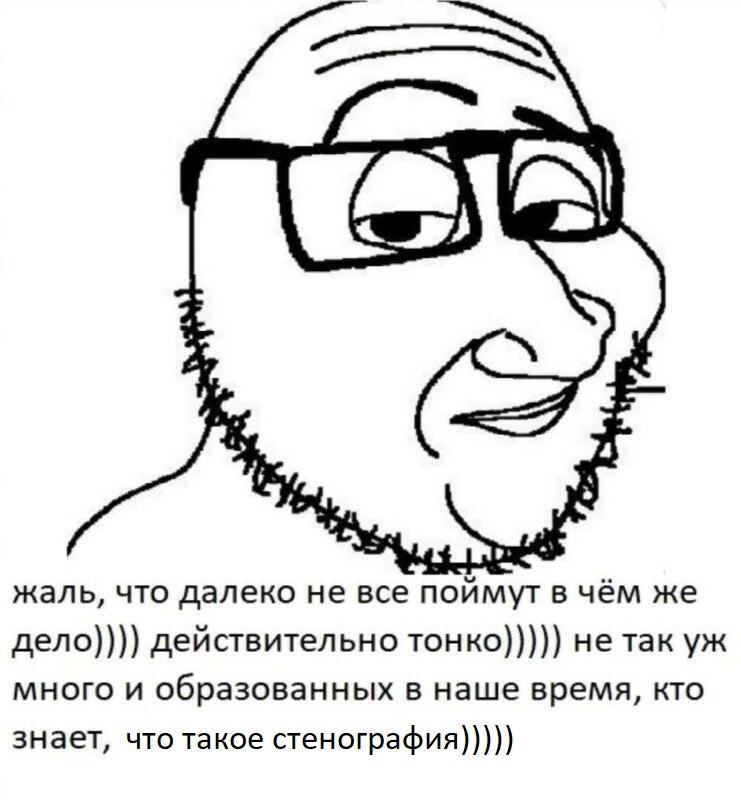 жаль, что далеко не все поймут в чём же
дело)))) действительно тонко))))) не так уж
много и образованных в наше время, кто
знает, что такое стенография)))))